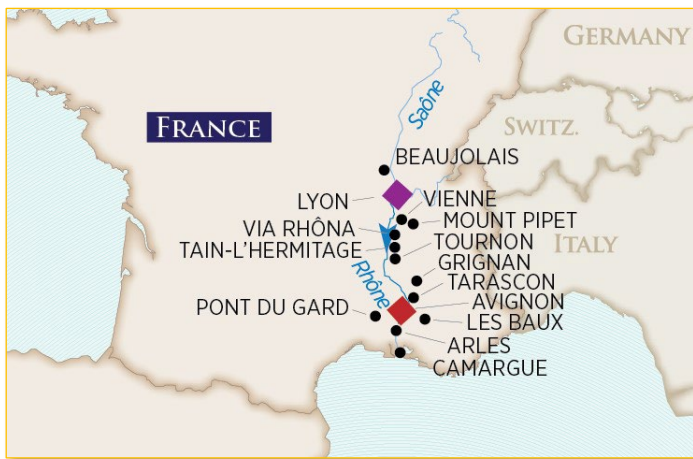 GERMANY
Saône
FRANCE
SWITZ.
BEAUJOLAIS
LYON
VIENNE
MOUNT PIPET
VIA RHÔNA
TAIN-L'HERMITAGE
TOURNON
ITALY
GRIGNAN
Rhône
TARASCON
AVIGNON
PONT DU GARD
LES BAUX
ARLES
CAMARGUE